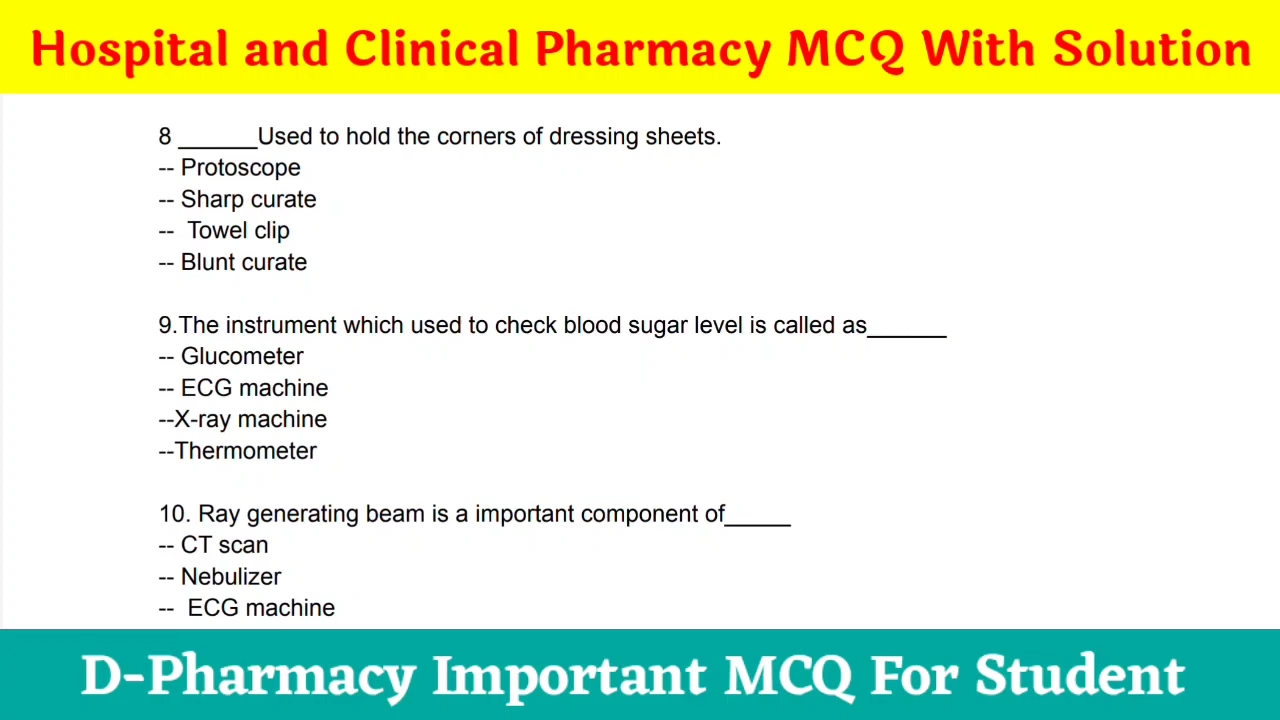 Hospital and Clinical Pharmacy MCQ With Solution
8 ______Used to hold the corners of dressing sheets.
-- Protoscope
-- Sharp curate
--  Towel clip
-- Blunt curate
9.The instrument which used to check blood sugar level is called as______
-- Glucometer
-- ECG machine
--X-ray machine
--Thermometer
10. Ray generating beam is a important component of_____
-- CT scan
-- Nebulizer
--  ECG machine
D-Pharmacy Important MCQ For Student